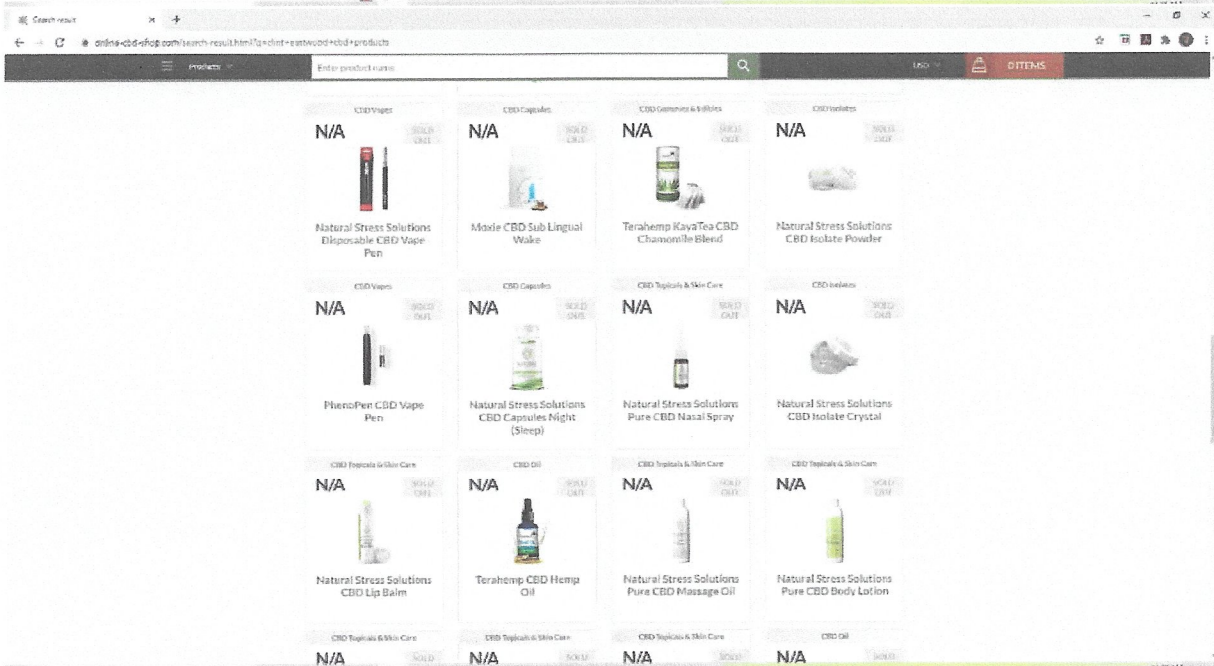 Search result
online-cbd-shop.com/search-result.html?q=clint+eastwood+cbd+products
Products
Enter product name
USD
0 ITEMS
CBD Vapes
CBD Capsules
CBD Gummies & Edibles
CBD Isolates
N/A SOLD OUT
N/A SOLD OUT
N/A SOLD OUT
N/A SOLD OUT
Natural Stress Solutions
Disposable CBD Vape
Pen
Moxie CBD Sub Lingual
Wake
Terahemp KayaTea CBD
Chamomile Blend
Natural Stress Solutions
CBD Isolate Powder
CBD Vapes
CBD Capsules
CBD Topicals & Skin Care
CBD Isolates
N/A SOLD OUT
N/A SOLD OUT
N/A SOLD OUT
N/A SOLD OUT
PhenoPen CBD Vape
Pen
Natural Stress Solutions
CBD Capsules Night
(Sleep)
Natural Stress Solutions
Pure CBD Nasal Spray
Natural Stress Solutions
CBD Isolate Crystal
CBD Topicals & Skin Care
CBD Oil
CBD Topicals & Skin Care
CBD Topicals & Skin Care
N/A SOLD OUT
N/A SOLD OUT
N/A SOLD OUT
N/A SOLD OUT
Natural Stress Solutions
CBD Lip Balm
Terahemp CBD Hemp
Oil
Natural Stress Solutions
Pure CBD Massage Oil
Natural Stress Solutions
Pure CBD Body Lotion
CBD Topicals & Skin Care
CBD Topicals & Skin Care
CBD Topicals & Skin Care
CBD Oil
N/A SOLD
N/A SOLD
N/A SOLD
N/A SOLD